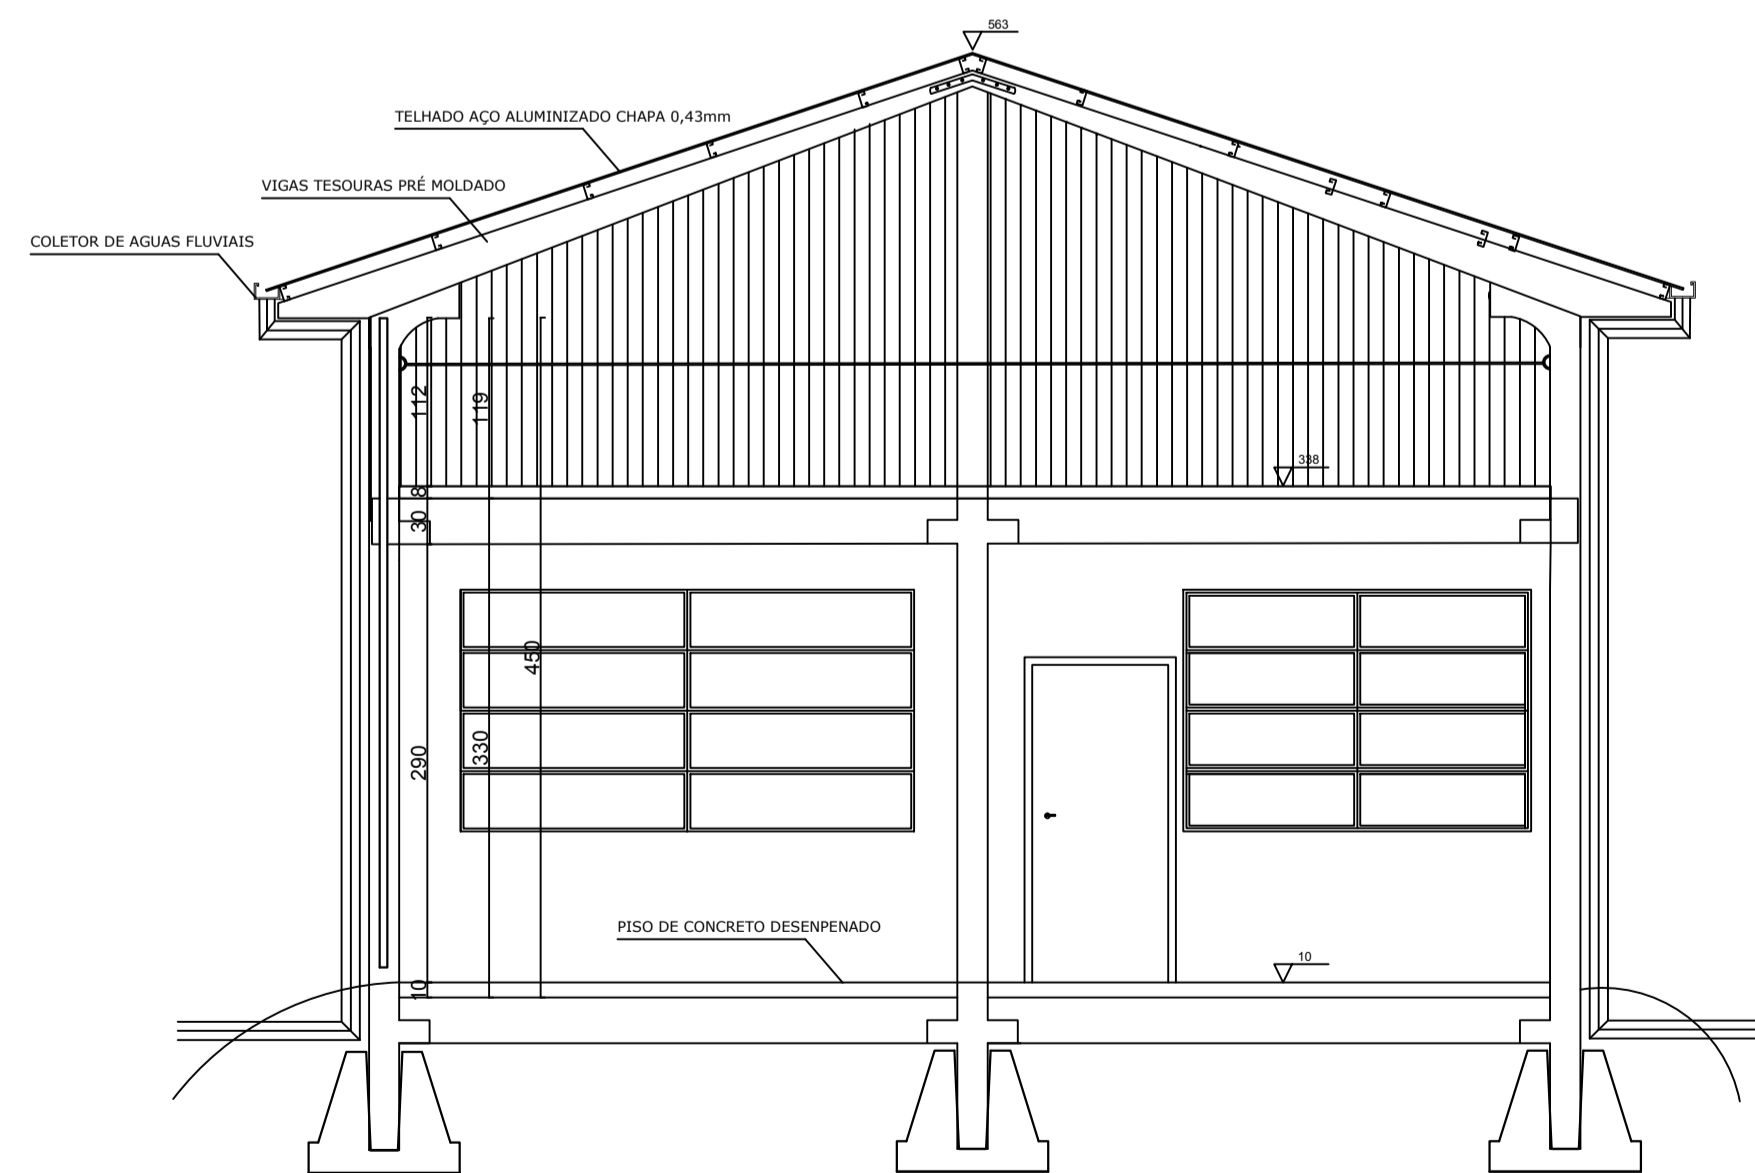 563
TELHADO AÇO ALUMINIZADO CHAPA 0,43mm
VIGAS TESOURAS PRÉ MOLDADO
COLETOR DE AGUAS FLUVIAIS
112
119
338
8
30
450
290
330
PISO DE CONCRETO DESENPENADO
10
10